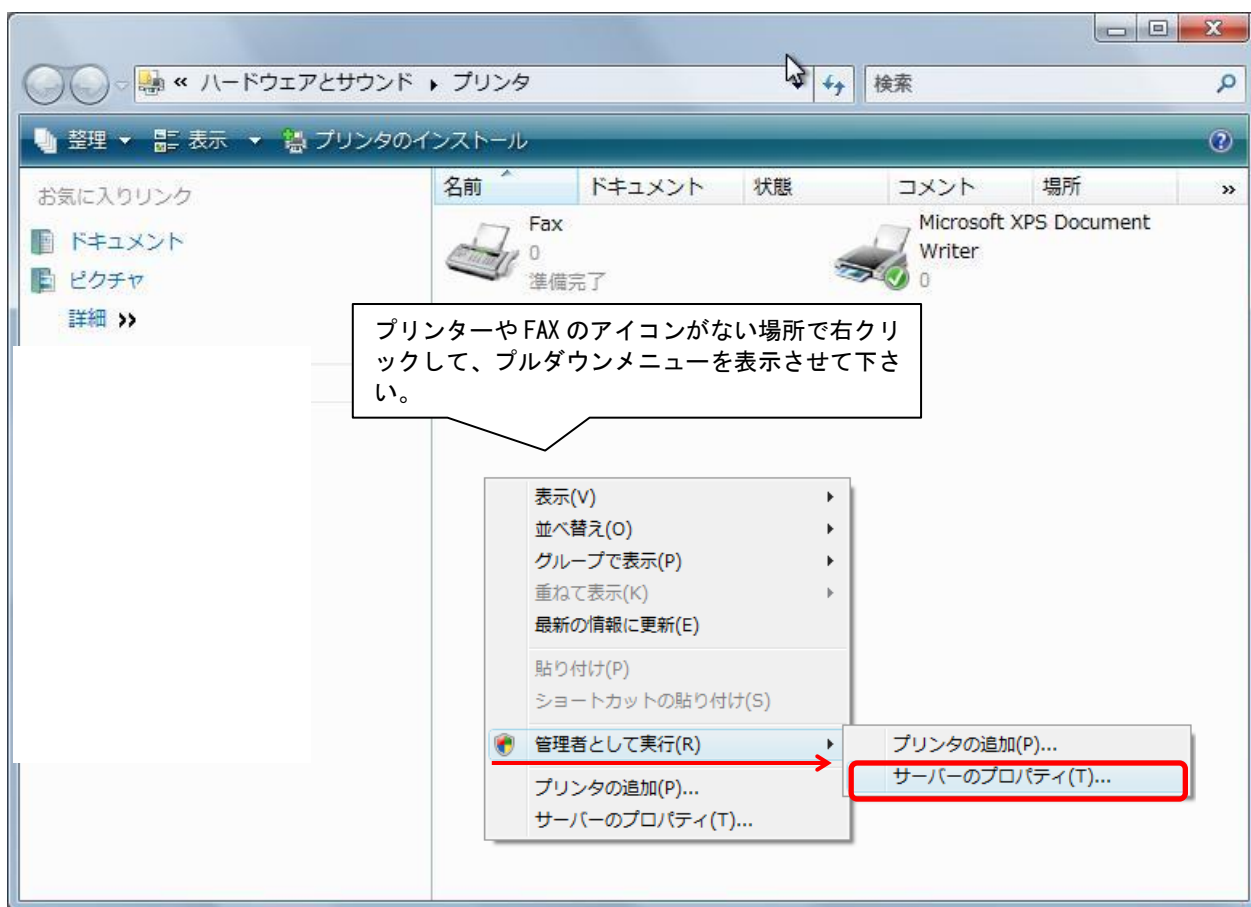 « ハードウェアとサウンド ▸ プリンタ
検索
整理 表示 プリンタのインストール
お気に入りリンク
ドキュメント
ピクチャ
詳細 »
名前 ドキュメント 状態 コメント 場所 »
Fax
0
準備完了
Microsoft XPS Document
Writer
0
プリンターや FAX のアイコンがない場所で右クリ
ックして、プルダウンメニューを表示させて下さ
い。
表示(V)
並べ替え(O)
グループで表示(P)
重ねて表示(K)
最新の情報に更新(E)
貼り付け(P)
ショートカットの貼り付け(S)
管理者として実行(R)
プリンタの追加(P)...
サーバーのプロパティ(T)...
プリンタの追加(P)...
サーバーのプロパティ(T)...